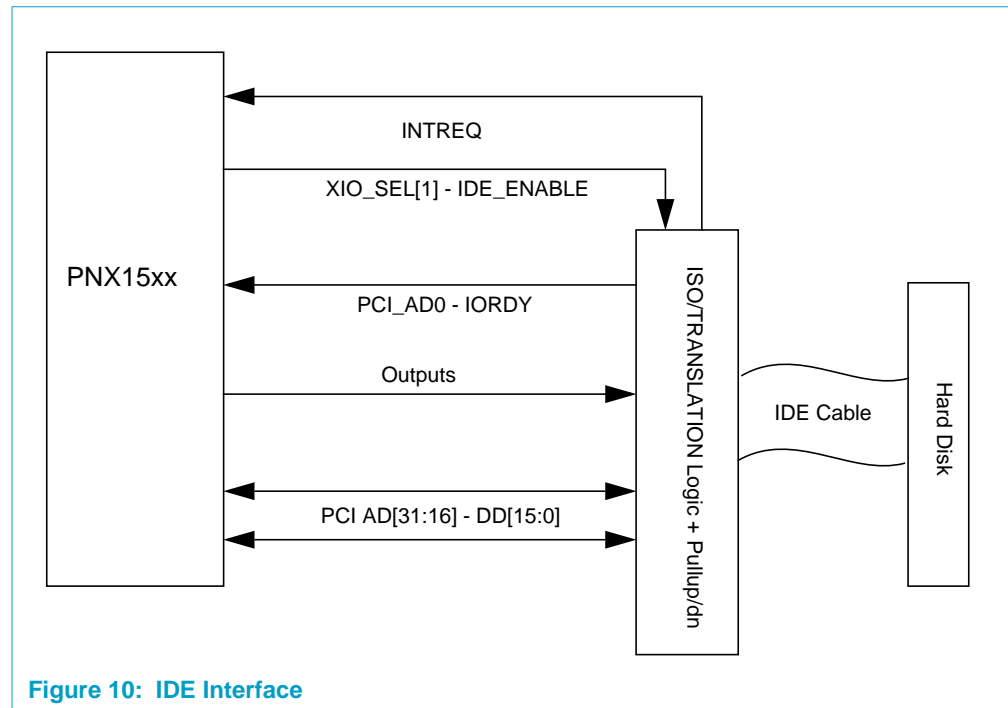 INTREQ
XIO_SEL[1] - IDE_ENABLE
PNX15xx
PCI_AD0 - IORDY
Outputs
PCI AD[31:16] - DD[15:0]
ISO/TRANSLATION Logic + Pullup/dn
IDE Cable
Hard Disk
Figure 10: IDE Interface